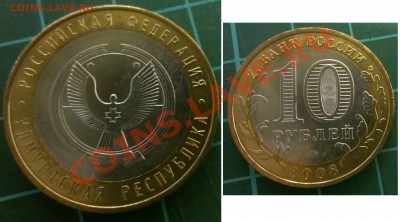 COINS.LAVE.RU
РОССИЙСКАЯ ФЕДЕРАЦИЯ
УДМУРТСКАЯ РЕСПУБЛИКА
COINS.LAVE.RU
БАНК РОССИИ
10
РУБЛЕЙ
2008
COINS.LAVE.RU